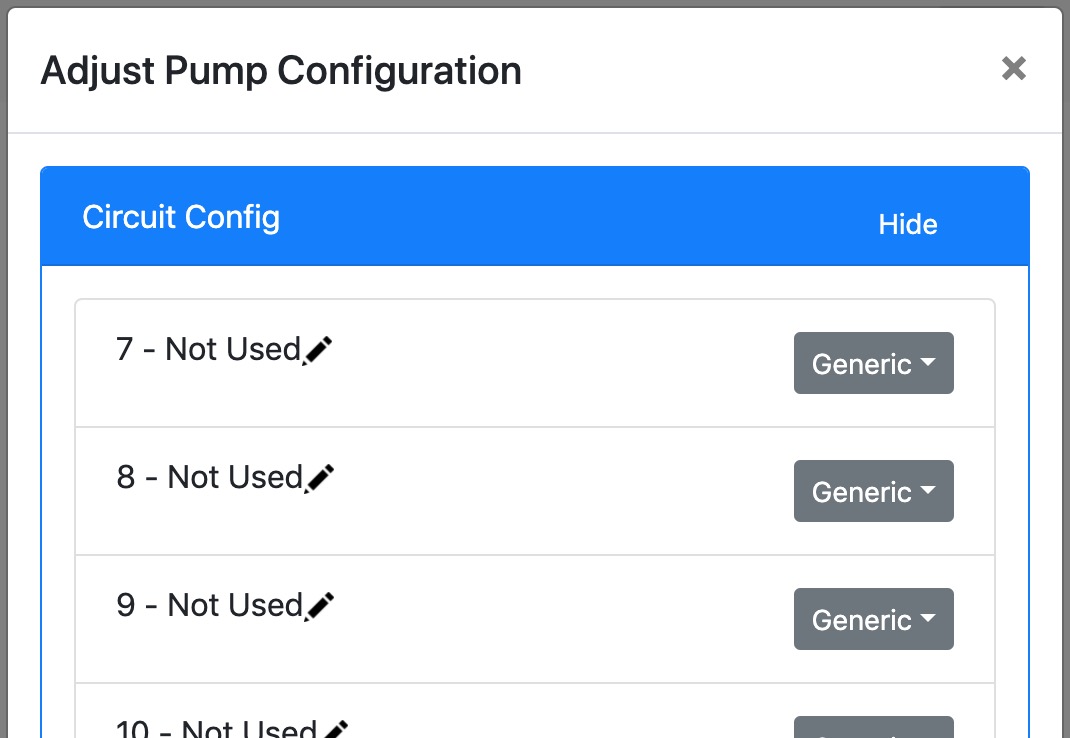 Adjust Pump Configuration ×
Circuit Config Hide
7 - Not Used Generic
8 - Not Used Generic
9 - Not Used Generic
10 - Not Used